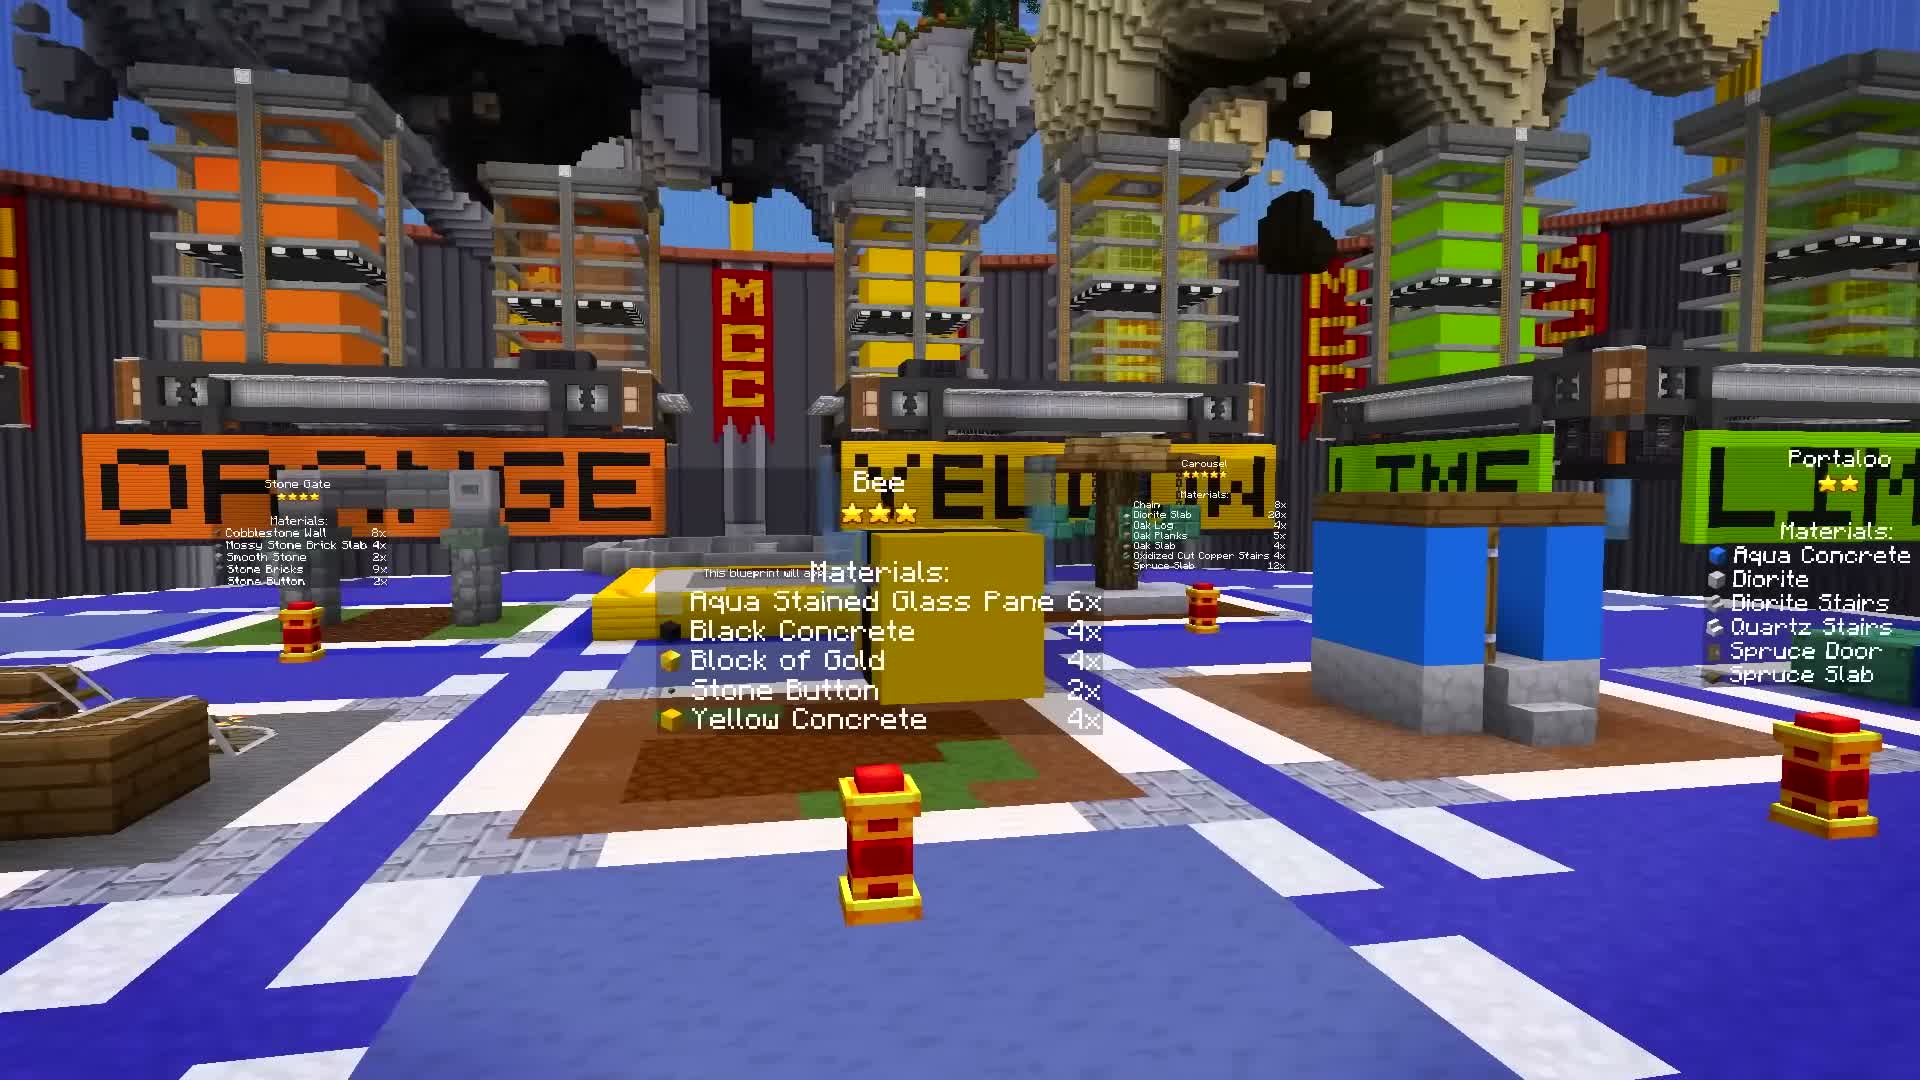 MCC
ORANGE
YELLOW
LIME
LIM
Stone Gate
Materials:
Cobblestone Wall 8x
Mossy Stone Brick Slab 4x
Smooth Stone 2x
Stone Bricks 9x
Stone Button 2x
Bee
This blueprint will
Materials:
Aqua Stained Glass Pane 6x
Black Concrete 4x
Block of Gold 4x
Stone Button 2x
Yellow Concrete 4x
Carousel
Materials:
Chain 8x
Diorite Slab 20x
Oak Log 4x
Oak Planks 5x
Oak Slab 4x
Oxidized Cut Copper Stairs 4x
Spruce Slab 12x
Portaloo
Materials:
Aqua Concrete
Diorite
Diorite Stairs
Quartz Stairs
Spruce Door
Spruce Slab